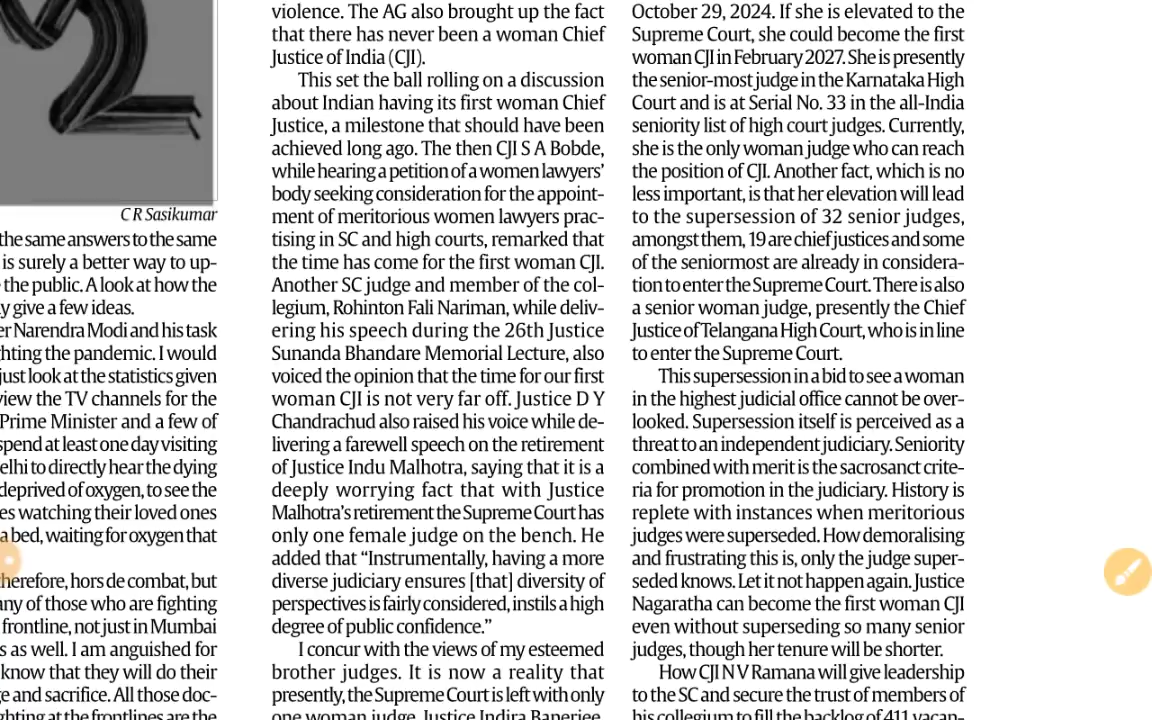 C R Sasikumar
the same answers to the same
is surely a better way to up-
the public. A look at how the
y give a few ideas.
er Narendra Modi and his task
hting the pandemic. I would
just look at the statistics given
view the TV channels for the
Prime Minister and a few of
spend at least one day visiting
elhi to directly hear the dying
deprived of oxygen, to see the
es watching their loved ones
a bed, waiting for oxygen that
herefore, hors de combat, but
any of those who are fighting
frontline, not just in Mumbai
s as well. I am anguished for
know that they will do their
ge and sacrifice. All those doc-
ghting at the frontlines are the
violence. The AG also brought up the fact
that there has never been a woman Chief
Justice of India (CJI).
This set the ball rolling on a discussion
about Indian having its first woman Chief
Justice, a milestone that should have been
achieved long ago. The then CJI S A Bobde,
while hearing a petition of a women lawyers’
body seeking consideration for the appoint-
ment of meritorious women lawyers prac-
tising in SC and high courts, remarked that
the time has come for the first woman CJI.
Another SC judge and member of the col-
legium, Rohinton Fali Nariman, while deliv-
ering his speech during the 26th Justice
Sunanda Bhandare Memorial Lecture, also
voiced the opinion that the time for our first
woman CJI is not very far off. Justice D Y
Chandrachud also raised his voice while de-
livering a farewell speech on the retirement
of Justice Indu Malhotra, saying that it is a
deeply worrying fact that with Justice
Malhotra’s retirement the Supreme Court has
only one female judge on the bench. He
added that “Instrumentally, having a more
diverse judiciary ensures [that] diversity of
perspectives is fairly considered, instils a high
degree of public confidence.”
I concur with the views of my esteemed
brother judges. It is now a reality that
presently, the Supreme Court is left with only
one woman judge, Justice Indira Banerjee,
October 29, 2024. If she is elevated to the
Supreme Court, she could become the first
woman CJI in February 2027. She is presently
the senior-most judge in the Karnataka High
Court and is at Serial No. 33 in the all-India
seniority list of high court judges. Currently,
she is the only woman judge who can reach
the position of CJI. Another fact, which is no
less important, is that her elevation will lead
to the supersession of 32 senior judges,
amongst them, 19 are chief justices and some
of the seniormost are already in considera-
tion to enter the Supreme Court. There is also
a senior woman judge, presently the Chief
Justice of Telangana High Court, who is in line
to enter the Supreme Court.
This supersession in a bid to see a woman
in the highest judicial office cannot be over-
looked. Supersession itself is perceived as a
threat to an independent judiciary. Seniority
combined with merit is the sacrosanct crite-
ria for promotion in the judiciary. History is
replete with instances when meritorious
judges were superseded. How demoralising
and frustrating this is, only the judge super-
seded knows. Let it not happen again. Justice
Nagaratha can become the first woman CJI
even without superseding so many senior
judges, though her tenure will be shorter.
How CJI N V Ramana will give leadership
to the SC and secure the trust of members of
his collegium to fill the backlog of 411 vacan-